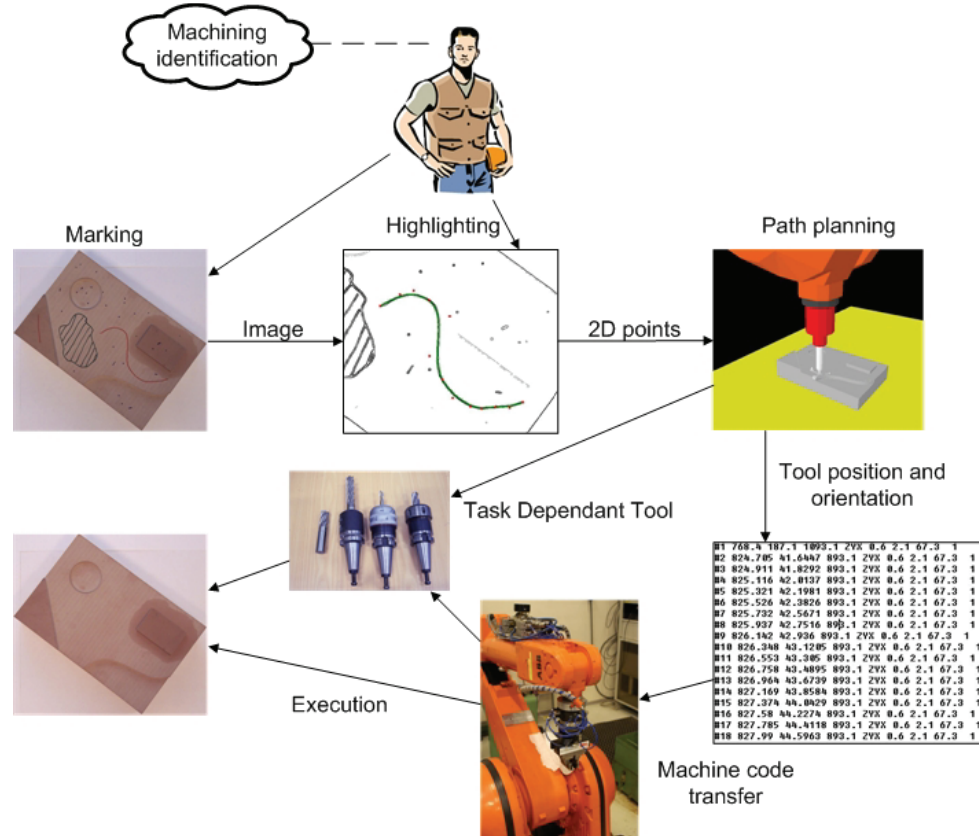 Machining
identification
Marking
Highlighting
Path planning
Image
2D points
Tool position and
orientation
Task Dependant Tool
#1 768.4 187.1 1093.1 ZYX 0.6 2.1 67.3 1
#2 824.705 41.6447 893.1 ZYX 0.6 2.1 67.3 1
#3 824.911 41.8292 893.1 ZYX 0.6 2.1 67.3 1
#4 825.116 42.0137 893.1 ZYX 0.6 2.1 67.3 1
#5 825.321 42.1981 893.1 ZYX 0.6 2.1 67.3 1
#6 825.526 42.3826 893.1 ZYX 0.6 2.1 67.3 1
#7 825.732 42.5671 893.1 ZYX 0.6 2.1 67.3 1
#8 825.937 42.7516 893.1 ZYX 0.6 2.1 67.3 1
#9 826.142 42.936 893.1 ZYX 0.6 2.1 67.3 1
#10 826.348 43.1205 893.1 ZYX 0.6 2.1 67.3 1
#11 826.553 43.305 893.1 ZYX 0.6 2.1 67.3 1
#12 826.758 43.4895 893.1 ZYX 0.6 2.1 67.3 1
#13 826.964 43.6739 893.1 ZYX 0.6 2.1 67.3 1
#14 827.169 43.8584 893.1 ZYX 0.6 2.1 67.3 1
#15 827.374 44.0429 893.1 ZYX 0.6 2.1 67.3 1
#16 827.58 44.2274 893.1 ZYX 0.6 2.1 67.3 1
#17 827.785 44.4118 893.1 ZYX 0.6 2.1 67.3 1
#18 827.99 44.5963 893.1 ZYX 0.6 2.1 67.3 1
ABB
Execution
Machine code
transfer